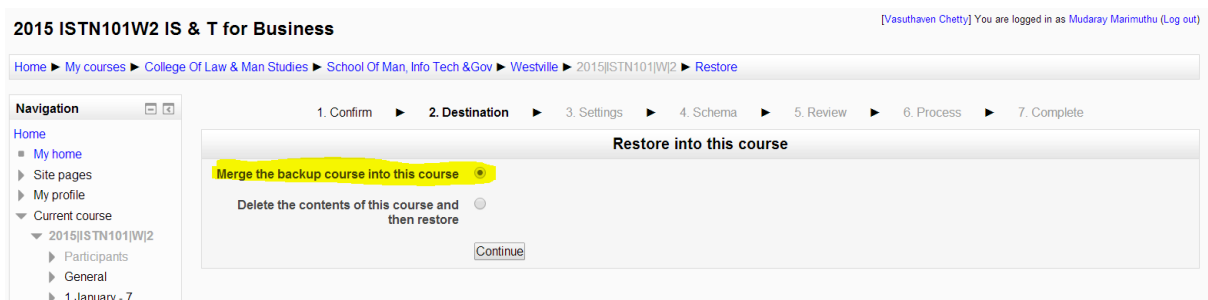 2015 ISTN101W2 IS & T for Business
[Vasuthaven Chetty] You are logged in as Mudaray Marimuthu (Log out)
Home ► My courses ► College Of Law & Man Studies ► School Of Man, Info Tech &Gov ► Westville ► 2015|ISTN101|W|2 ► Restore
Navigation
Home
My home
Site pages
My profile
Current course
2015|ISTN101|W|2
Participants
General
1 January - 7
1. Confirm ► 2. Destination ► 3. Settings ► 4. Schema ► 5. Review ► 6. Process ► 7. Complete
Restore into this course
Merge the backup course into this course
Delete the contents of this course and
then restore
Continue